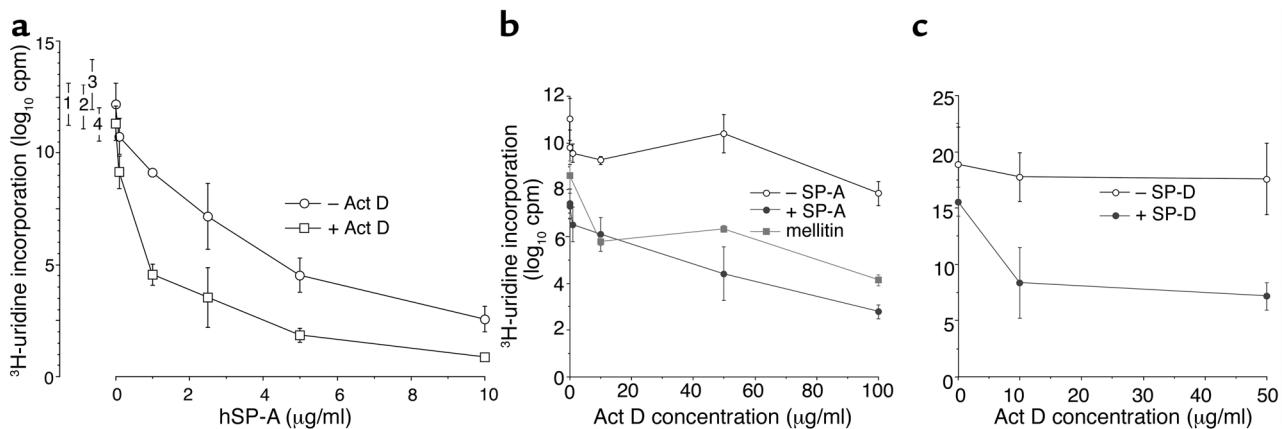 a
³H-uridine incorporation (log₁₀ cpm)
15
10
5
0
1
2
3
4
– Act D
+ Act D
0
2
4
6
8
10
hSP-A (μg/ml)
b
³H-uridine incorporation
(log₁₀ cpm)
12
10
8
6
4
2
0
– SP-A
+ SP-A
mellitin
20
40
60
80
100
Act D concentration (μg/ml)
c
25
20
15
10
5
0
– SP-D
+ SP-D
0
10
20
30
40
50
Act D concentration (μg/ml)